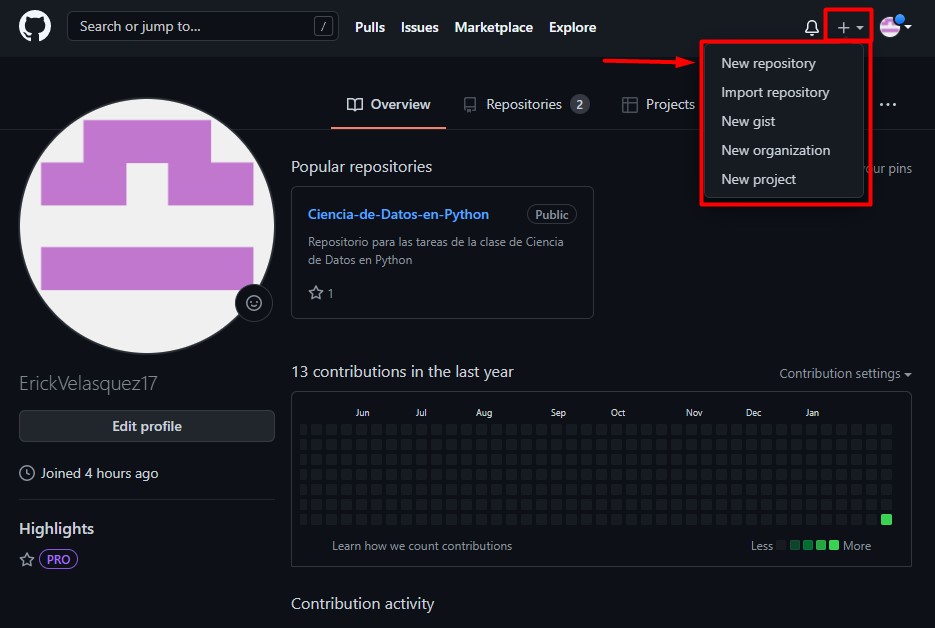 Search or jump to... /
Pulls Issues Marketplace Explore
New repository
Import repository
New gist
New organization
New project
Overview Repositories 2 Projects
your pins
Popular repositories
Ciencia-de-Datos-en-Python Public
Repositorio para las tareas de la clase de Ciencia
de Datos en Python
1
ErickVelasquez17
Edit profile
Joined 4 hours ago
Highlights
PRO
13 contributions in the last year
Contribution settings
Jun Jul Aug Sep Oct Nov Dec Jan
Learn how we count contributions
Less More
Contribution activity